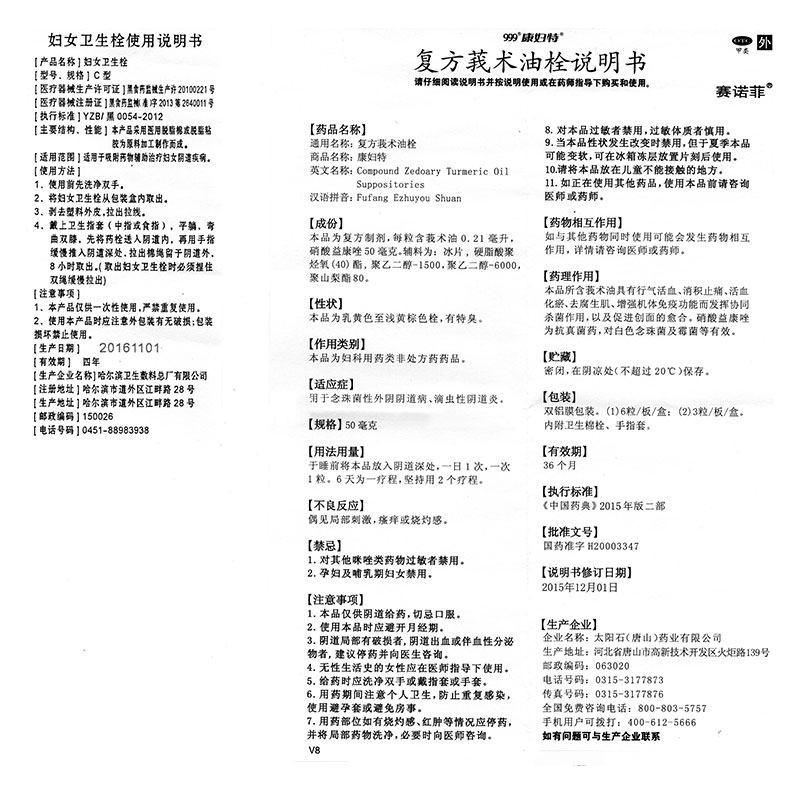 妇女卫生栓使用说明书
[产品名称]妇女卫生栓
[型号、规格]C型
[医疗器械生产许可证]黑食药监械生产许20100221号
[医疗器械注册证]黑食药监械(准)字2013第2640011号
[执行标准]YZB/黑0054-2012
[主要结构、性能]本产品采用医用脱脂棉或脱脂粘
胶为原料加工制作而成。
[适用范围]适用于吸附药物辅助治疗妇女阴道疾病。
[使用方法]
1、使用前先洗净双手。
2、将妇女卫生栓从包装盒内取出。
3、剥去塑料外皮,拉出拉线。
4、戴上卫生指套(中指或食指),平躺、弯
曲双膝。先将药栓送入阴道内,再用手指
缓慢推入阴道深处,拉出棉绳留于阴道外。
8小时取出。(取出妇女卫生栓时必须拽住
双绳缓慢拉出)
[注意事项]
1、本产品仅供一次性使用,严禁重复使用。
2、使用本产品时应注意外包装有无破损;包装
损坏禁止使用。
[生产日期] 20161101
[有效期] 四年
[生产企业名称]哈尔滨卫生敷料总厂有限公司
[注册地址]哈尔滨市道外区江畔路28号
[生产地址]哈尔滨市道外区江畔路28号
[邮政编码]150026
[电话号码]0451-88983938
999®康妇特®
复方莪术油栓说明书
请仔细阅读说明书并按说明使用或在药师指导下购买和使用。
OTC
甲类
外
赛诺菲®
【药品名称】
通用名称:复方莪术油栓
商品名称:康妇特
英文名称:Compound Zedoary Turmeric Oil
Suppositories
汉语拼音:Fufang Ezhuyou Shuan
【成份】
本品为复方制剂,每粒含莪术油0.21毫升,
硝酸益康唑50毫克。辅料为:冰片,硬脂酸聚
烃氧(40)酯,聚乙二醇-1500,聚乙二醇-6000,
聚山梨酯80。
【性状】
本品为乳黄色至浅黄棕色栓,有特臭。
【作用类别】
本品为妇科用药类非处方药药品。
【适应症】
用于念珠菌性外阴阴道病、滴虫性阴道炎。
【规格】50毫克
【用法用量】
于睡前将本品放入阴道深处,一日1次,一次
1粒。6天为一疗程,坚持用2个疗程。
【不良反应】
偶见局部刺激,瘙痒或烧灼感。
【禁忌】
1.对其他咪唑类药物过敏者禁用。
2.孕妇及哺乳期妇女禁用。
【注意事项】
1.本品仅供阴道给药,切忌口服。
2.使用本品时应避开月经期。
3.阴道局部有破损者,阴道出血或伴血性分泌
物者,建议停药并向医生咨询。
4.无性生活史的女性应在医师指导下使用。
5.给药时应洗净双手或戴指套或手套。
6.用药期间注意个人卫生,防止重复感染,
使用避孕套或避免房事。
7.用药部位如有烧灼感、红肿等情况应停药,
并将局部药物洗净,必要时向医师咨询。
V8
8.对本品过敏者禁用,过敏体质者慎用。
9.当本品性状发生改变时禁用,但于夏季本品
可能变软,可在冰箱冻层放置片刻后使用。
10.请将本品放在儿童不能接触的地方。
11.如正在使用其他药品,使用本品前请咨询
医师或药师。
【药物相互作用】
如与其他药物同时使用可能会发生药物相互
作用,详情请咨询医师或药师。
【药理作用】
本品所含莪术油具有行气活血、消积止痛、活血
化瘀、去腐生肌、增强机体免疫功能而发挥协同
杀菌作用,以及促进创面的愈合。硝酸益康唑
为抗真菌药,对白色念珠菌及霉菌等有效。
【贮藏】
密闭,在阴凉处(不超过20℃)保存。
【包装】
双铝膜包装。(1)6粒/板/盒:(2)3粒/板/盒。
内附卫生棉栓、手指套。
【有效期】
36个月
【执行标准】
《中国药典》2015年版二部
【批准文号】
国药准字H20003347
【说明书修订日期】
2015年12月01日
【生产企业】
企业名称:太阳石(唐山)药业有限公司
生产地址:河北省唐山市高新技术开发区火炬路139号
邮政编码:063020
电话号码:0315-3177873
传真号码:0315-3177876
全国免费咨询电话:800-803-5757
手机用户可拨打:400-612-5666
如有问题可与生产企业联系